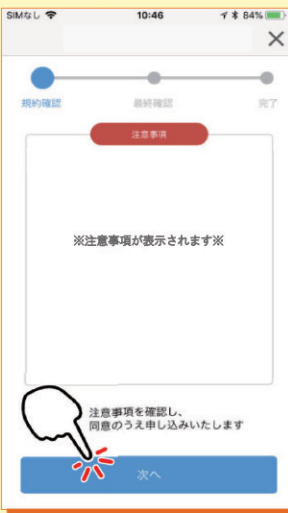 SIMなし 10:46 84%
×
規約確認 最終確認 完了
注意事項
※注意事項が表示されます※
注意事項を確認し、
同意のうえ申し込みいたします
次へ